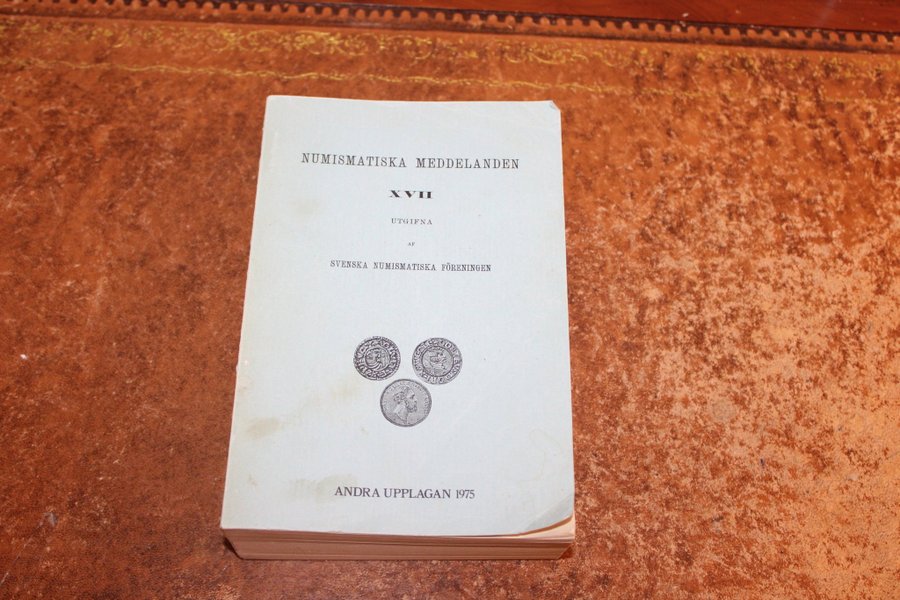 NUMISMATISKA MEDDELANDEN
XVII
UTGIFNA
AF
SVENSKA NUMISMATISKA FÖRENINGEN
ANDRA UPPLAGAN 1975